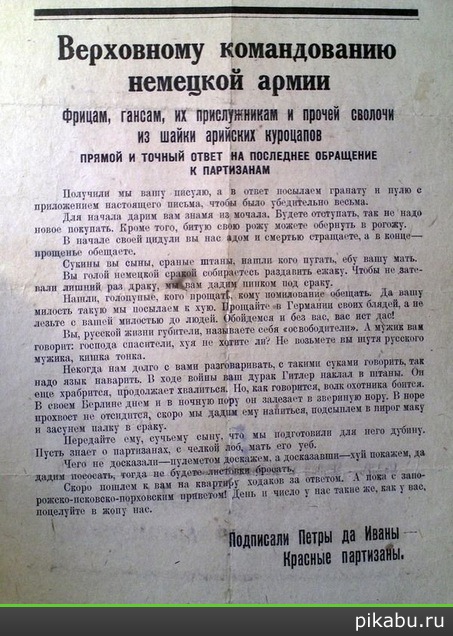 Верховному командованию
немецкой армии
Фрицам, гансам, их прислужникам и прочей сволочи
из шайки арийских куроцапов
ПРЯМОЙ И ТОЧНЫЙ ОТВЕТ НА ПОСЛЕДНЕЕ ОБРАЩЕНИЕ
К ПАРТИЗАНАМ
Получили мы вашу писулю, а в ответ посылаем гранату и пулю с
приложением настоящего письма, чтобы было убедительно весьма.
Для начала дарим вам знамя из мочала. Будете отступать, так не надо
новое покупать. Кроме того, битую свою рожу можете обернуть в рогожу.
В начале своей цидули вы нас адом и смертью стращаете, а в конце—
прощенье обещаете.
Сукины вы сыны, сраные штаны, нашли кого пугать, ебу вашу мать.
Вы голой немецкой сракой собираетесь раздавить ежаку. Чтобы не зате-
вали лишний раз драку, мы вам дадим пинком под сраку.
Нашли, голопупые, кого прощать, кому помилование обещать. Да вашу
милость такую мы посылаем к хую. Прощайте в Германии своих блядей, а не
лезьте с вашей милостью до людей. Обойдемся и без вас, вас ист дас!
Вы, русской жизни губители, называете себя «освободители». А мужик вам
говорит: господа спасители, хуя не хотите ли? Не возьмете вы шутя русского
мужика, кишка тонка.
Некогда нам долго с вами разговаривать, с такими суками говорить, так
надо язык наварить. В ходе войны ваш дурак Гитлер наклал в штаны. Он
еще храбрится, продолжает хвалиться. Но, как говорится, волк охотника боится.
В своем Берлине днем и в ночную пору он залезает в звериную пору. В норе
прохвост не отсидится, скоро мы дадим ему напиться, подсыплем в пирог маку
и засунем палку в сраку.
Передайте ему, сучьему сыну, что мы подготовили для него дубину.
Пусть знает о партизанах, с челкой лоб, мать его уеб.
Чего не досказали—пулеметом доскажем, а досказавши—хуй покажем, да
дадим пососать, тогда не будете листовки бросать.
Скоро пошлем к вам на квартиру ходаков за ответом. А пока с запо-
рожско-псковско-порховским приветом! День и число у нас такие же, как у вас,
поцелуйте в жопу нас.
Подписали Петры да Иваны—
Красные партизаны.
pikabu.ru